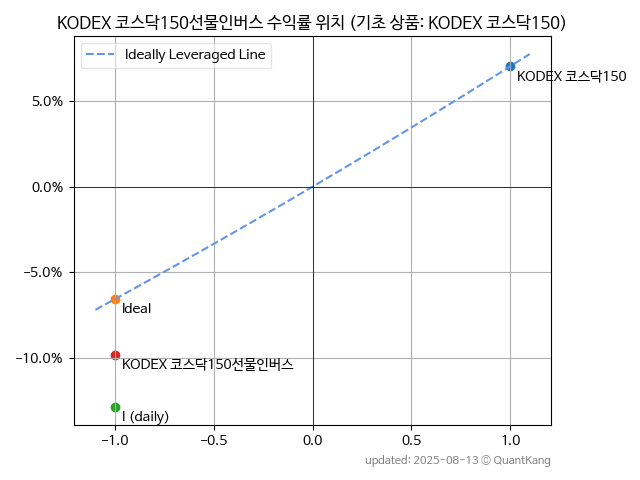 KODEX 코스닥150선물인버스 수익률 위치 (기초 상품: KODEX 코스닥150)
Ideally Leveraged Line
KODEX 코스닥150
5.0%
0.0%
−5.0%
Ideal
−10.0%
KODEX 코스닥150선물인버스
I (daily)
−1.0 −0.5 0.0 0.5 1.0
updated: 2025-08-13 © QuantKang